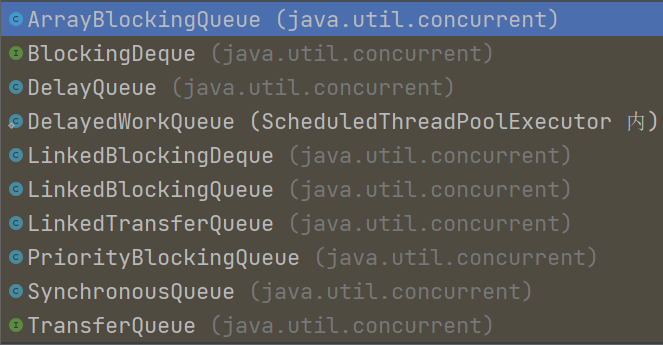 ArrayBlockingQueue (java.util.concurrent)
BlockingDeque (java.util.concurrent)
DelayQueue (java.util.concurrent)
DelayedWorkQueue (ScheduledThreadPoolExecutor 内)
LinkedBlockingDeque (java.util.concurrent)
LinkedBlockingQueue (java.util.concurrent)
LinkedTransferQueue (java.util.concurrent)
PriorityBlockingQueue (java.util.concurrent)
SynchronousQueue (java.util.concurrent)
TransferQueue (java.util.concurrent)